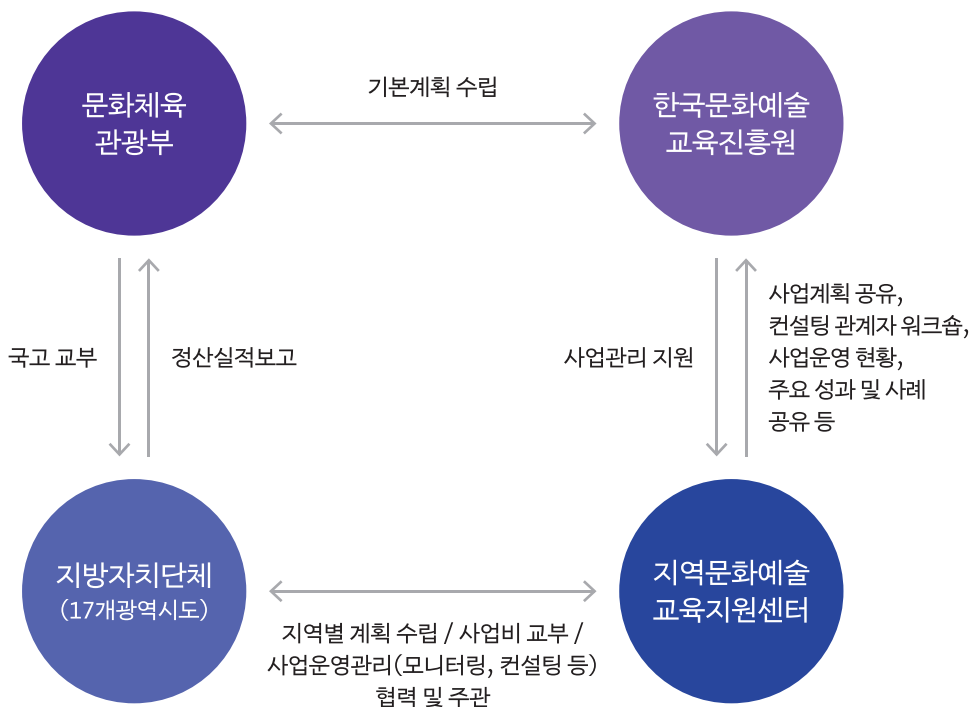 문화체육
관광부
기본계획 수립
한국문화예술
교육진흥원
국고 교부
정산실적보고
사업관리 지원
사업계획 공유,
컨설팅 관계자 워크숍,
사업운영 현황,
주요 성과 및 사례
공유 등
지방자치단체
(17개광역시도)
지역별 계획 수립 / 사업비 교부 /
사업운영관리(모니터링, 컨설팅 등)
협력 및 주관
지역문화예술
교육지원센터